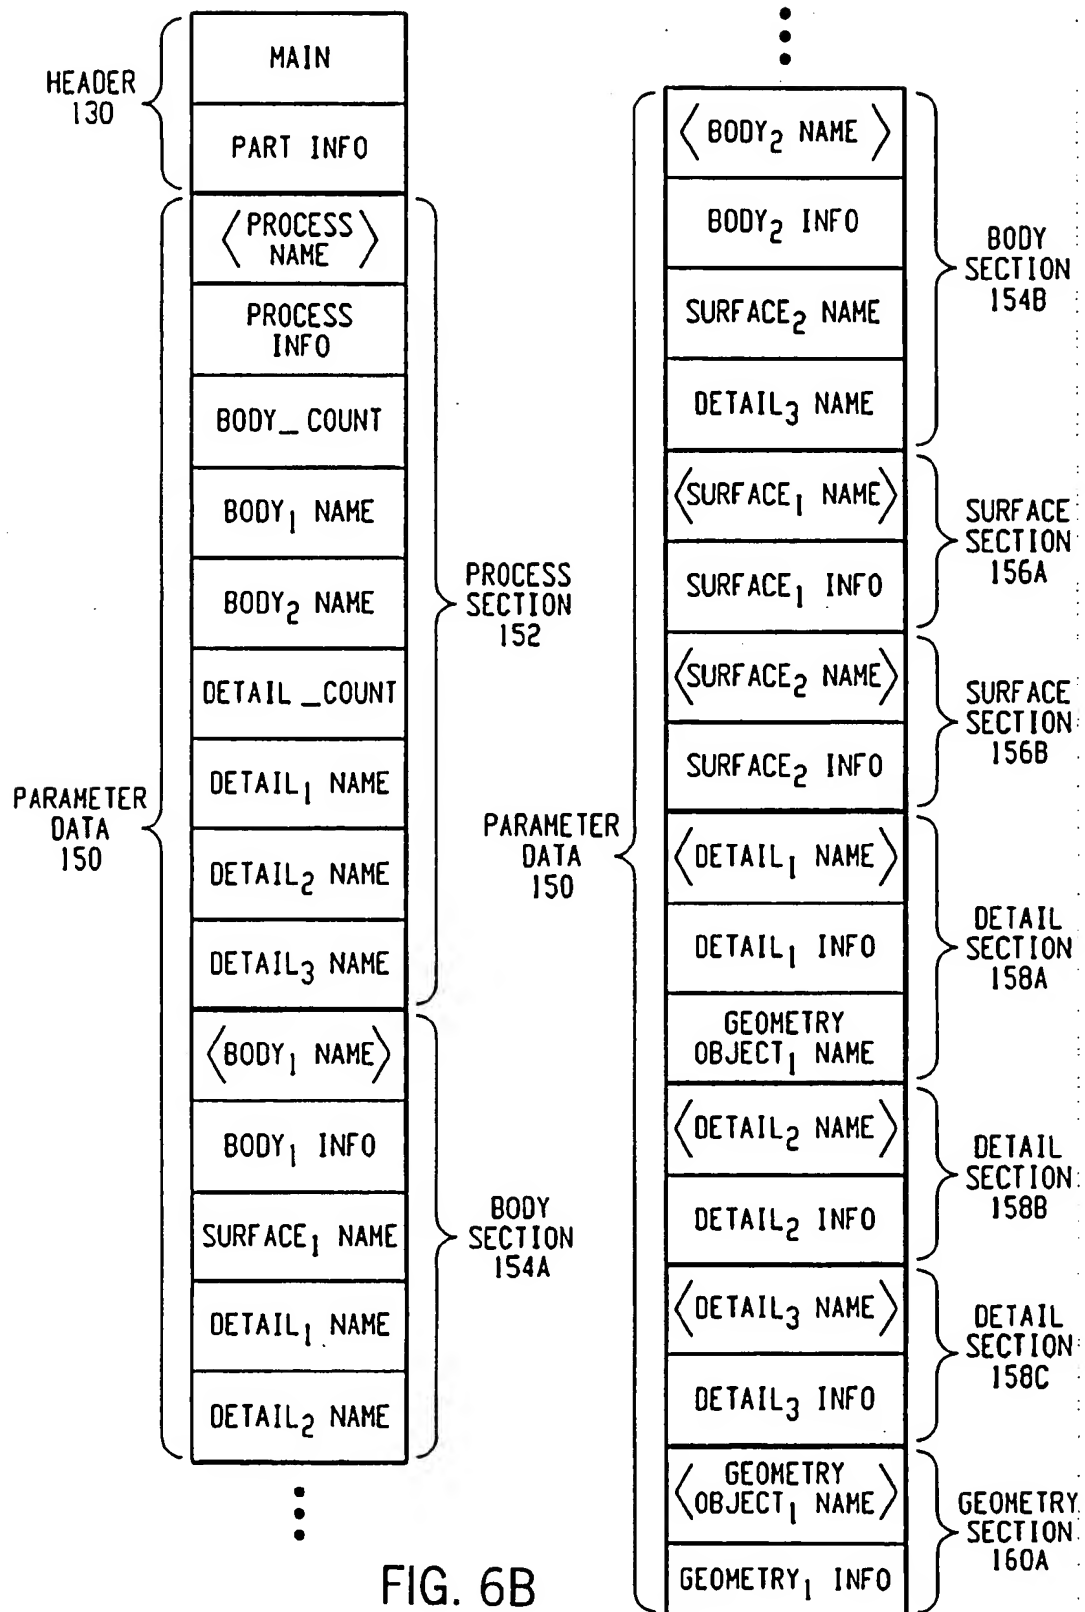 HEADER
130
MAIN
PART INFO
PARAMETER
DATA
150
〈PROCESS
NAME〉
PROCESS
INFO
BODY_COUNT
BODY₁ NAME
BODY₂ NAME
DETAIL_COUNT
DETAIL₁ NAME
DETAIL₂ NAME
DETAIL₃ NAME
PROCESS
SECTION
152
〈BODY₁ NAME〉
BODY₁ INFO
SURFACE₁ NAME
DETAIL₁ NAME
DETAIL₂ NAME
BODY
SECTION
154A
PARAMETER
DATA
150
〈BODY₂ NAME〉
BODY₂ INFO
SURFACE₂ NAME
DETAIL₃ NAME
BODY
SECTION
154B
〈SURFACE₁ NAME〉
SURFACE₁ INFO
SURFACE
SECTION
156A
〈SURFACE₂ NAME〉
SURFACE₂ INFO
SURFACE
SECTION
156B
〈DETAIL₁ NAME〉
DETAIL₁ INFO
GEOMETRY
OBJECT₁ NAME
DETAIL
SECTION
158A
〈DETAIL₂ NAME〉
DETAIL₂ INFO
DETAIL
SECTION
158B
〈DETAIL₃ NAME〉
DETAIL₃ INFO
DETAIL
SECTION
158C
〈GEOMETRY
OBJECT₁ NAME〉
GEOMETRY₁ INFO
GEOMETRY
SECTION
160A
FIG. 6B